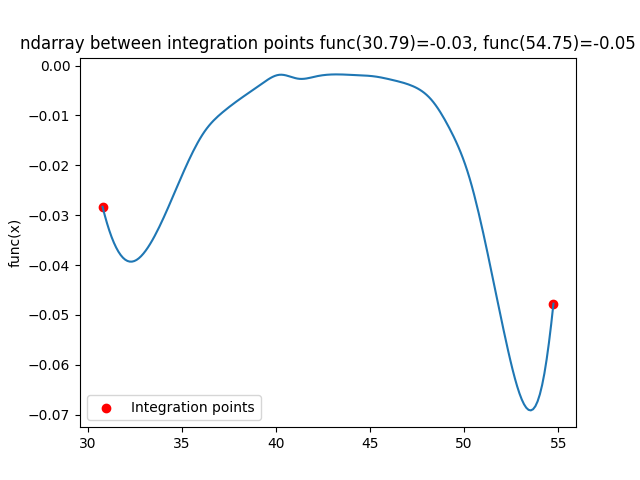 ndarray between integration points func(30.79)=-0.03, func(54.75)=-0.05
0.00
−0.01
−0.02
−0.03
−0.04
−0.05
−0.06
−0.07
func(x)
Integration points
30 35 40 45 50 55